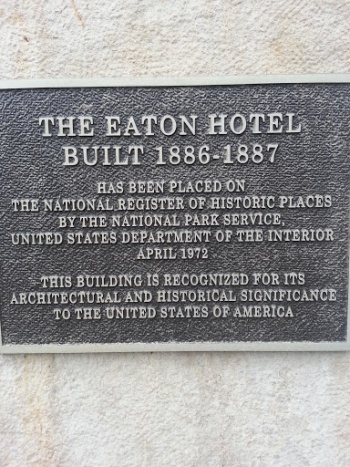 THE EATON HOTEL
BUILT 1886-1887
HAS BEEN PLACED ON
THE NATIONAL REGISTER OF HISTORIC PLACES
BY THE NATIONAL PARK SERVICE,
UNITED STATES DEPARTMENT OF THE INTERIOR
APRIL 1972
THIS BUILDING IS RECOGNIZED FOR ITS
ARCHITECTURAL AND HISTORICAL SIGNIFICANCE
TO THE UNITED STATES OF AMERICA